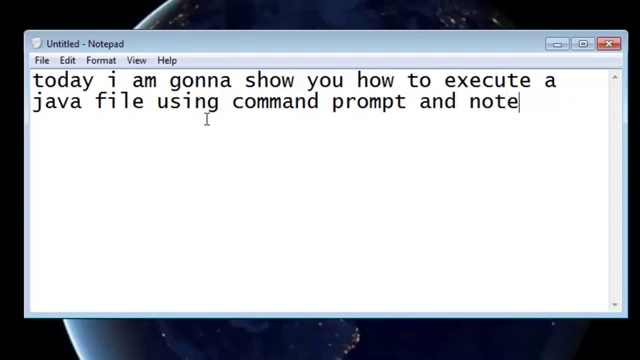 Untitled - Notepad
File Edit Format View Help
today i am gonna show you how to execute a
java file using command prompt and note